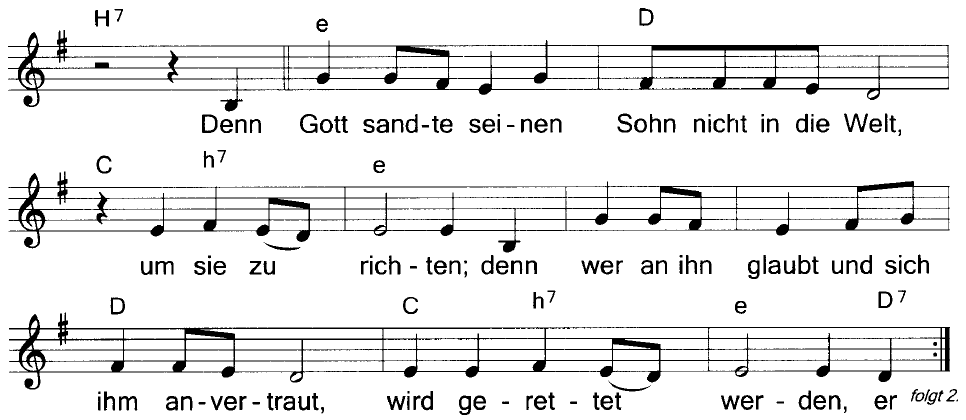 H7 e D
Denn Gott sand-te sei-nen Sohn nicht in die Welt,
C h7 e
um sie zu rich-ten; denn wer an ihn glaubt und sich
D C h7 e D7
ihm an-ver-traut, wird ge-ret-tet wer-den, er folgt 2.